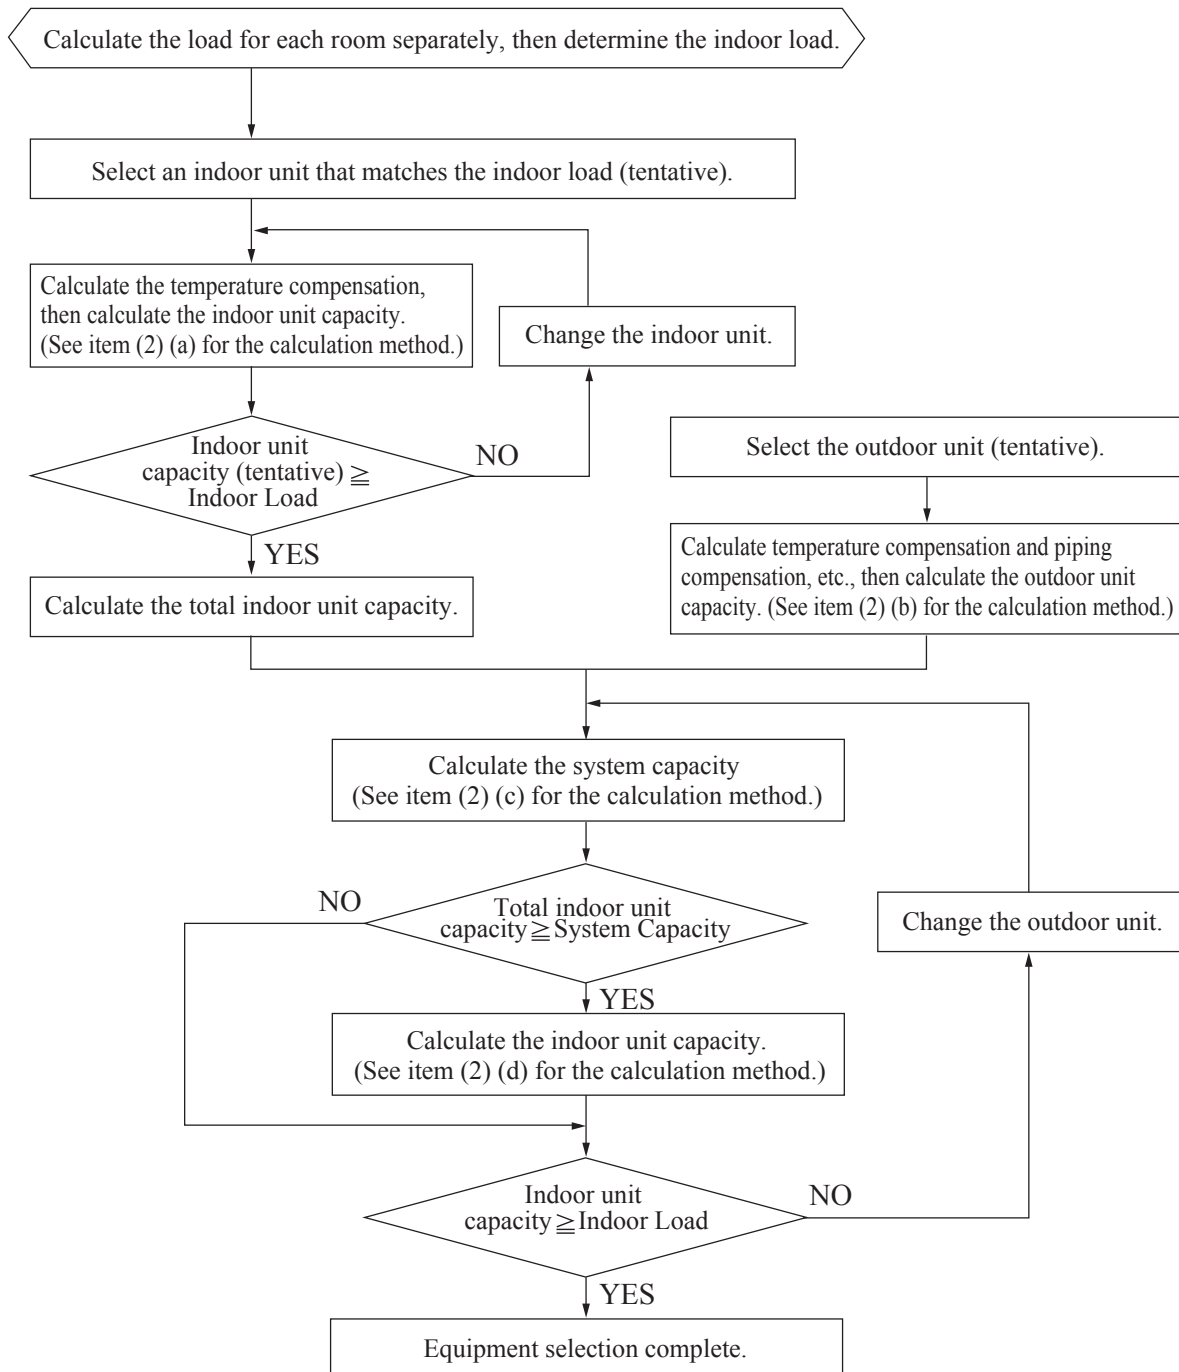 Calculate the load for each room separately, then determine the indoor load.
Select an indoor unit that matches the indoor load (tentative).
Calculate the temperature compensation,
then calculate the indoor unit capacity.
(See item (2) (a) for the calculation method.)
Change the indoor unit.
Indoor unit
capacity (tentative) ≧
Indoor Load
NO
YES
Calculate the total indoor unit capacity.
Select the outdoor unit (tentative).
Calculate temperature compensation and piping
compensation, etc., then calculate the outdoor unit
capacity. (See item (2) (b) for the calculation method.)
Calculate the system capacity
(See item (2) (c) for the calculation method.)
NO
Total indoor unit
capacity≧System Capacity
Change the outdoor unit.
YES
Calculate the indoor unit capacity.
(See item (2) (d) for the calculation method.)
Indoor unit
capacity≧Indoor Load
NO
YES
Equipment selection complete.